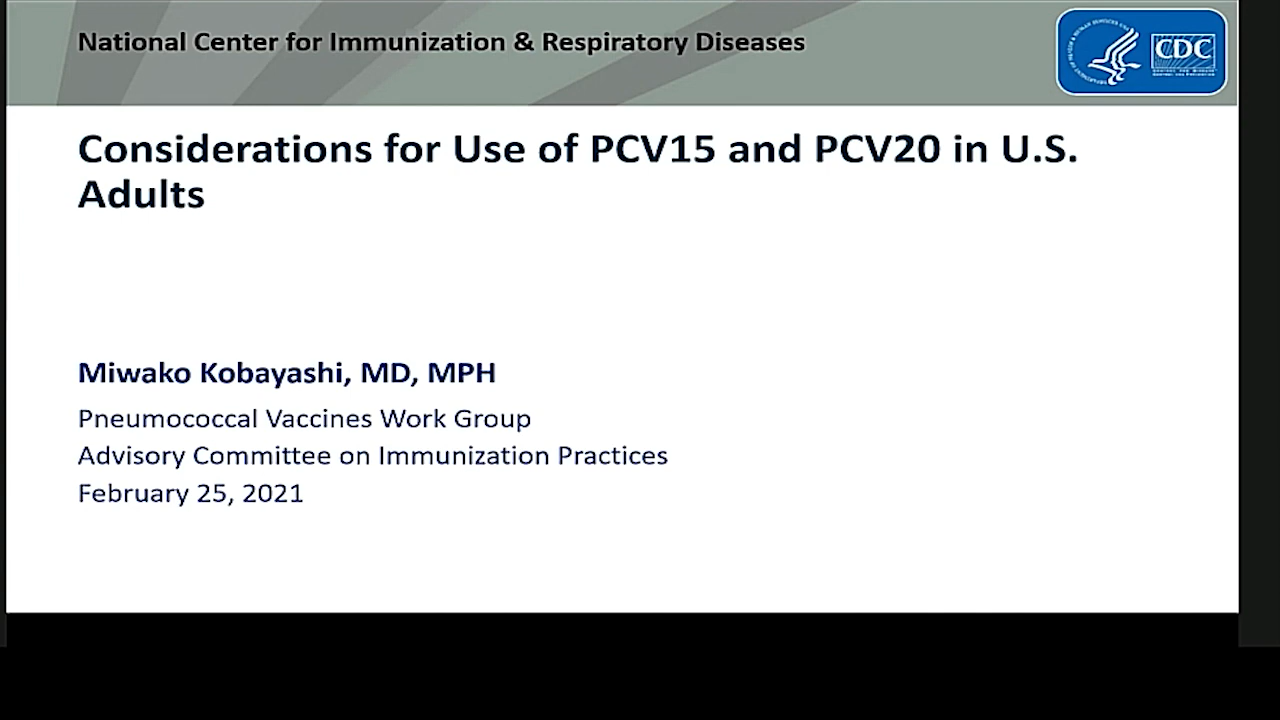 National Center for Immunization & Respiratory Diseases
CDC
Considerations for Use of PCV15 and PCV20 in U.S.
Adults
Miwako Kobayashi, MD, MPH
Pneumococcal Vaccines Work Group
Advisory Committee on Immunization Practices
February 25, 2021